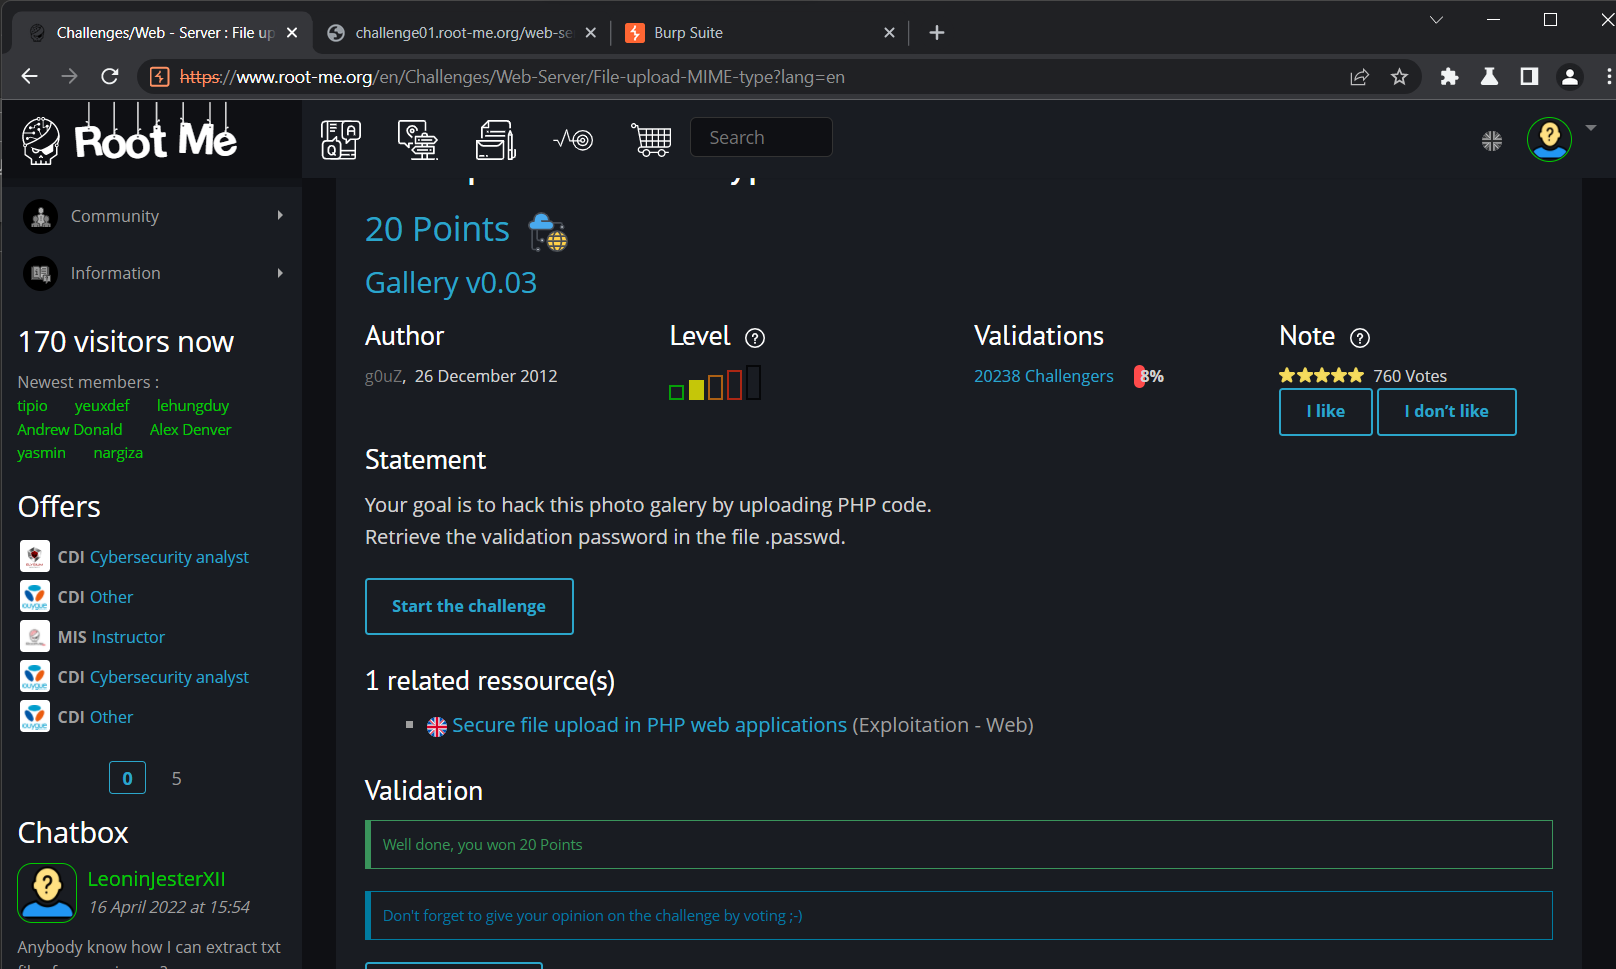 Challenges/Web - Server : File up
challenge01.root-me.org/web-se
Burp Suite
https://www.root-me.org/en/Challenges/Web-Server/File-upload-MIME-type?lang=en
Root Me
Search
Community
Information
170 visitors now
Newest members :
tipio yeuxdef lehungduy
Andrew Donald Alex Denver
yasmin nargiza
Offers
CDI Cybersecurity analyst
CDI Other
MIS Instructor
CDI Cybersecurity analyst
CDI Other
0 5
Chatbox
LeoninJesterXII
16 April 2022 at 15:54
Anybody know how I can extract txt
20 Points
Gallery v0.03
Author
g0uZ, 26 December 2012
Level
Validations
20238 Challengers 8%
Note
760 Votes
I like I don’t like
Statement
Your goal is to hack this photo galery by uploading PHP code.
Retrieve the validation password in the file .passwd.
Start the challenge
1 related ressource(s)
Secure file upload in PHP web applications (Exploitation - Web)
Validation
Well done, you won 20 Points
Don't forget to give your opinion on the challenge by voting ;-)